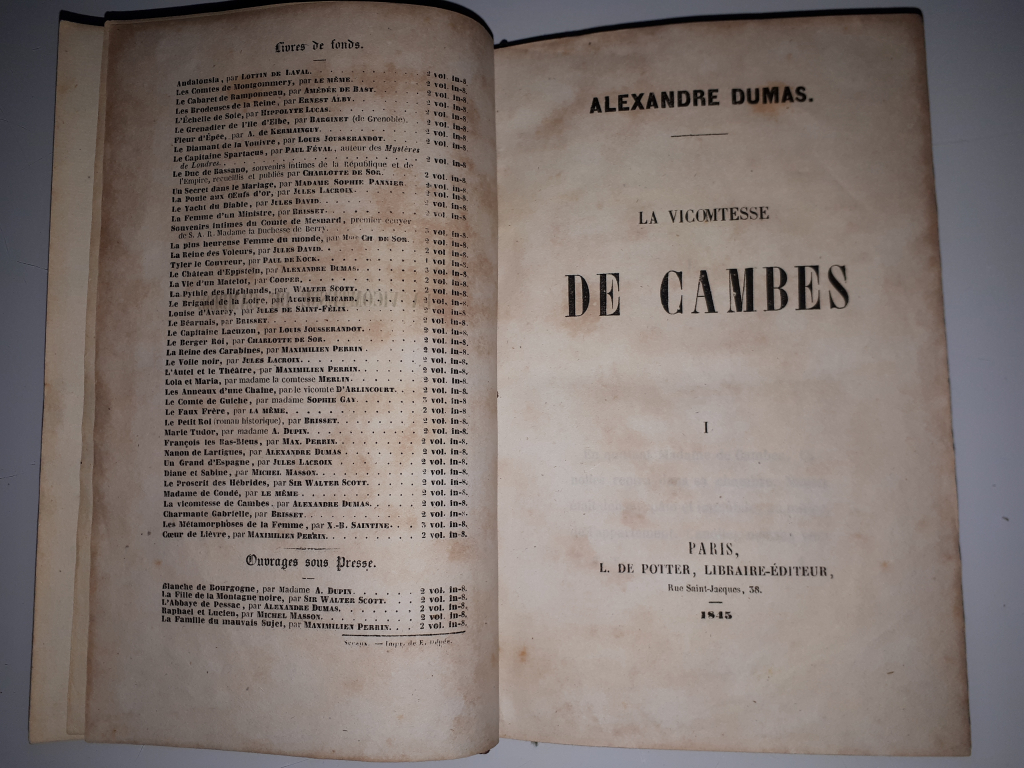 Livres de fonds.
Andalousia, par LOTTIN DE LAVAL. . . . . . . . . . . . 2 vol. in-8.
Les Comtes de Montgommery, par LE MÊME. . . . . . . 2 vol. in-8.
Le Cabaret de Ramponneau, par AMÉDÉE DE BAST. . . . 2 vol. in-8.
Les Brodeuses de la Reine, par ERNEST ALBY. . . . . . 2 vol. in-8.
L'Échelle de Soie, par HIPPOLYTE LUCAS. . . . . . . . 2 vol. in-8.
Le Grenadier de l'île d'Elbe, par BARGINET (de Grenoble). 2 vol. in-8.
Fleur d'Épée, par A. DE KERMAINGUY. . . . . . . . . . 2 vol. in-8.
Le Diamant de la Vouivre, par LOUIS JOUSSERANDOT. . . 2 vol. in-8.
Le Capitaine Spartacus, par PAUL FÉVAL, auteur des Mystères
de Londres. . . . . . . . . . . . . . . . . . 2 vol. in-8
Le Duc de Bassano, souvenirs intimes de la République et de
l'Empire, recueillis et publiés par CHARLOTTE DE SOR. . 2 vol. in-8.
Un Secret dans le Mariage, par MADAME SOPHIE PANNIER. 2 vol. in-8.
La Poule aux Œufs d'or, par JULES LACROIX. . . . . . 2 vol. in-8.
Le Yacht du Diable, par JULES DAVID. . . . . . . . . 2 vol. in-8.
La Femme d'un Ministre, par BRISSET. . . . . . . . . 2 vol. in-8
Souvenirs intimes du Comte de Mesnard, premier écuyer
de S. A. R. Madame la Duchesse de Berry. . . . . . . 3 vol. in-8.
La plus heureuse Femme du monde, par Mme CH DE SOR. . 2 vol. in-8.
La Reine des Voleurs, par JULES DAVID. . . . . . . . 2 vol. in-8.
Tyler le Couvreur, par PAUL DE KOCK. . . . . . . . . 1 vol. in-8.
Le Château d'Eppstein, par ALEXANDRE DUMAS. . . . . . 3 vol. in-8.
La Vie d'un Matelot, par COOPER. . . . . . . . . . . 2 vol. in-8.
La Pythie des Highlands, par WALTER SCOTT. . . . . . 2 vol. in-8.
Le Brigand de la Loire, par AUGUSTE RICARD. . . . . . 2 vol. in-8.
Louise d'Avaray, par JULES DE SAINT-FÉLIX. . . . . . 2 vol. in-8.
Le Béarnais, par BRISSET. . . . . . . . . . . . . . 2 vol. in-8.
Le Capitaine Lacuzon, par LOUIS JOUSSERANDOT. . . . . 2 vol. in-8.
Le Berger Roi, par CHARLOTTE DE SOR. . . . . . . . . 2 vol. in-8.
La Reine des Carabines, par MAXIMILIEN PERRIN. . . . 2 vol. in-8.
Le Voile noir, par JULES LACROIX. . . . . . . . . . 2 vol. in-8.
L'Autel et le Théâtre, par MAXIMILIEN PERRIN. . . . . 2 vol. in-8.
Lola et Maria, par madame la comtesse MERLIN. . . . . 2 vol. in-8.
Les Anneaux d'une Chaîne, par le vicomte D'ARLINCOURT. . 2 vol. in-8.
Le Comte de Guiche, par madame SOPHIE GAY. . . . . . 3 vol. in-8.
Le Faux Frère, par LA MÊME. . . . . . . . . . . . . 2 vol. in-8
Le Petit Roi (roman historique), par BRISSET. . . . . 2 vol. in-8.
Marie Tudor, par madame A. DUPIN. . . . . . . . . . 2 vol. in-8.
François les Bas-Bleus, par MAX. PERRIN. . . . . . . 2 vol. in-8.
Nanon de Lartigues, par ALEXANDRE DUMAS . . . . . . 2 vol. in-8.
Un Grand d'Espagne, par JULES LACROIX . . . . . . . 2 vol. in-8.
Diane et Sabine, par MICHEL MASSON. . . . . . . . . 2 vol. in-8.
Le Proscrit des Hébrides, par SIR WALTER SCOTT. . . . 2 vol. in-8.
Madame de Condé, par LE MÊME . . . . . . . . . . . 2 vol. in-8.
La vicomtesse de Cambes, par ALEXANDRE DUMAS. . . . . 2 vol. in-8.
Charmante Gabrielle, par BRISSET. . . . . . . . . . 2 vol. in-8.
Les Métamorphoses de la Femme, par X.-B. SAINTINE. . . 3 vol. in-8.
Cœur de Lièvre, par MAXIMILIEN PERRIN. . . . . . . . 2 vol. in-8.
Ouvrages sous Presse.
Blanche de Bourgogne, par Madame A. DUPIN. . . . . . 2 vol. in-8.
La Fille de la Montagne noire, par SIR WALTER SCOTT. . . 2 vol. in-8.
L'Abbaye de Pessac, par ALEXANDRE DUMAS. . . . . . . 2 vol. in-8.
Raphael et Lucien, par MICHEL MASSON. . . . . . . . 2 vol. in-8.
La Famille du mauvais Sujet, par MAXIMILIEN PERRIN. . . 2 vol. in-8.
Sceaux. — Impr. de E. Dépée.
ALEXANDRE DUMAS.
LA VICOMTESSE
DE CAMBES
I
PARIS,
L. DE POTTER, LIBRAIRE-ÉDITEUR,
Rue Saint-Jacques, 38.
1845